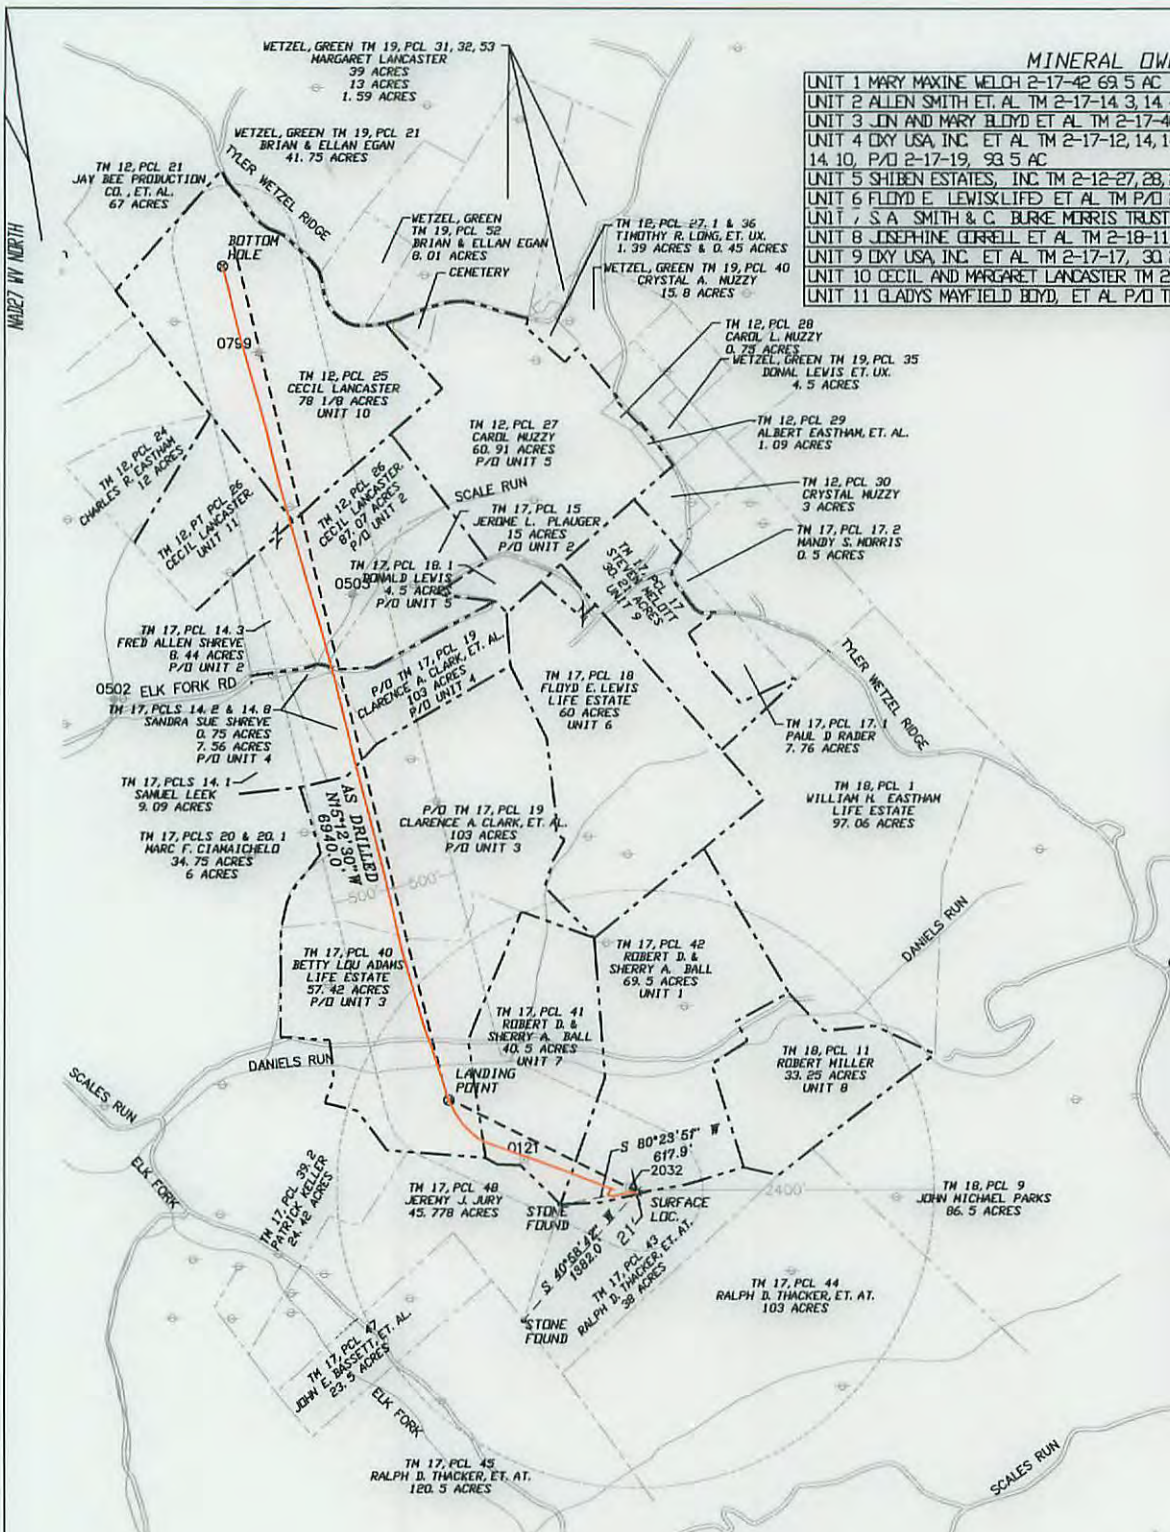 WETZEL, GREEN TM 19, PCL 31, 32, 53
MARGARET LANCASTER
39 ACRES
13 ACRES
1.59 ACRES
MINERAL OW
UNIT 1 MARY MAXINE WELCH 2-17-42 69.5 AC
UNIT 2 ALLEN SMITH ET. AL TM 2-17-14.3, 14.
UNIT 3 JON AND MARY BLOYD ET AL TM 2-17-4
UNIT 4 OXY USA, INC. ET AL TM 2-17-12, 14, 1
14.10, P/O 2-17-19, 93.5 AC
UNIT 5 SHIBEN ESTATES, INC TM 2-12-27, 28,
UNIT 6 FLOYD E. LEWIS(LIFE) ET AL TM P/O
UNIT 7 S.A. SMITH & C. BURKE MORRIS TRUST
UNIT 8 JOSEPHINE GORRELL ET AL TM 2-18-11
UNIT 9 OXY USA, INC. ET AL TM 2-17-17, 30.
UNIT 10 CECIL AND MARGARET LANCASTER TM 2
UNIT 11 GLADYS MAYFIELD BOYD, ET AL P/O T
NAD27 WV NORTH
WETZEL, GREEN TM 19, PCL 21
BRIAN & ELLAN EGAN
41.75 ACRES
TM 12, PCL 21
JAY BEE PRODUCTION
CO., ET. AL.
67 ACRES
TYLER WETZEL RIDGE
BOTTOM
HOLE
WETZEL, GREEN
TM 19, PCL 52
BRIAN & ELLAN EGAN
8.01 ACRES
CEMETERY
TM 12, PCL 27.1 & 36
TIMOTHY R. LONG, ET. UX.
1.39 ACRES & 0.45 ACRES
WETZEL, GREEN TM 19, PCL 40
CRYSTAL A. MUZZY
15.8 ACRES
0799
TM 12, PCL 28
CAROL L. MUZZY
0.75 ACRES
WETZEL, GREEN TM 19, PCL 35
DONAL LEWIS ET. UX.
4.5 ACRES
TM 12, PCL 25
CECIL LANCASTER
78 1/8 ACRES
UNIT 10
TM 12, PCL 27
CAROL MUZZY
60.91 ACRES
P/O UNIT 5
TM 12, PCL 29
ALBERT EASTHAM, ET. AL.
1.09 ACRES
TM 12, PCL 24
CHARLES R. EASTHAM
12 ACRES
TM 12, P1 PCL 26
CECIL LANCASTER
UNIT 11
TM 12, PCL 26
CECIL LANCASTER
87.07 ACRES
P/O UNIT 2
SCALE RUN
TM 12, PCL 30
CRYSTAL MUZZY
3 ACRES
TM 17, PCL 15
JEROME L. PLAUGER
15 ACRES
P/O UNIT 2
TM 17, PCL 17.2
MANDY S. MORRIS
0.5 ACRES
TM 17, PCL 17
STEVEN MELOTT
30.21 ACRES
UNIT 9
TM 17, PCL 18.1
DONALD LEWIS
4.5 ACRES
P/O UNIT 5
0503
TM 17, PCL 14.3
FRED ALLEN SHREVE
8.44 ACRES
P/O UNIT 2
P/O TM 17, PCL 19
CLARENCE A. CLARK, ET. AL.
103 ACRES
P/O UNIT 4
TM 17, PCL 18
FLOYD E. LEWIS
LIFE ESTATE
60 ACRES
UNIT 6
TYLER WETZEL RIDGE
0502 ELK FORK RD
TM 17, PCLS 14.2 & 14.8
SANDRA SUE SHREVE
0.75 ACRES
7.56 ACRES
P/O UNIT 4
TM 17, PCL 17.1
PAUL D RADER
7.76 ACRES
TM 17, PCLS 14.1
SAMUEL LEEK
9.09 ACRES
TM 18, PCL 1
WILLIAM H. EASTHAM
LIFE ESTATE
97.06 ACRES
AS DRILLED
N15°12'30"W
6940.0'
P/O TM 17, PCL 19
CLARENCE A. CLARK, ET. AL.
103 ACRES
P/O UNIT 3
TM 17, PCLS 20 & 20.1
MARC F. CIAMAICHELO
34.75 ACRES
6 ACRES
500' 500'
DANIELS RUN
TM 17, PCL 40
BETTY LOU ADAMS
LIFE ESTATE
57.42 ACRES
P/O UNIT 3
TM 17, PCL 42
ROBERT D. &
SHERRY A. BALL
69.5 ACRES
UNIT 1
TM 17, PCL 41
ROBERT D. &
SHERRY A. BALL
40.5 ACRES
UNIT 7
TM 18, PCL 11
ROBERT MILLER
33.25 ACRES
UNIT 8
DANIELS RUN
LANDING
POINT
SCALES RUN
0121
S 80°23'51" W
617.9'
2032
ELK FORK
TM 17, PCL 39.2
PATRICK KELLER
24.42 ACRES
TM 17, PCL 48
JEREMY J. JURY
45.778 ACRES
STONE
FOUND
SURFACE
LOC.
21
2400'
TM 18, PCL 9
JOHN MICHAEL PARKS
86.5 ACRES
S 40°58'42" W
1382.0'
TM 17, PCL 43
RALPH D. THACKER, ET. AT.
38 ACRES
STONE
FOUND
TM 17, PCL 44
RALPH D. THACKER, ET. AT.
103 ACRES
TM 17, PCL 47
JOHN E. BASSETT, ET. AL.
23.5 ACRES
ELK FORK
TM 17, PCL 45
RALPH D. THACKER, ET. AT.
120.5 ACRES
SCALES RUN